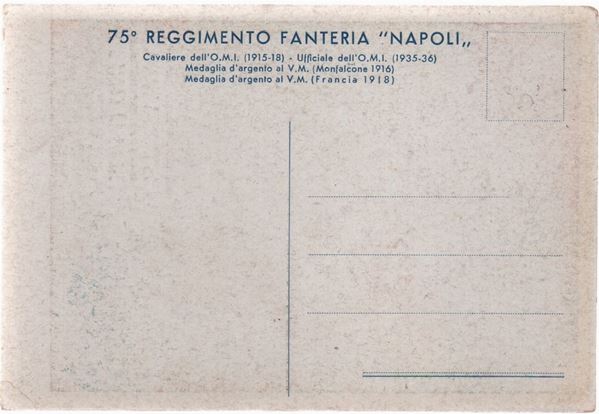 75° REGGIMENTO FANTERIA "NAPOLI„
Cavaliere dell'O.M.I. (1915-18) - Ufficiale dell'O.M.I. (1935-36)
Medaglia d'argento al V.M. (Monfalcone 1916)
Medaglia d'argento al V.M. (Francia 1918)